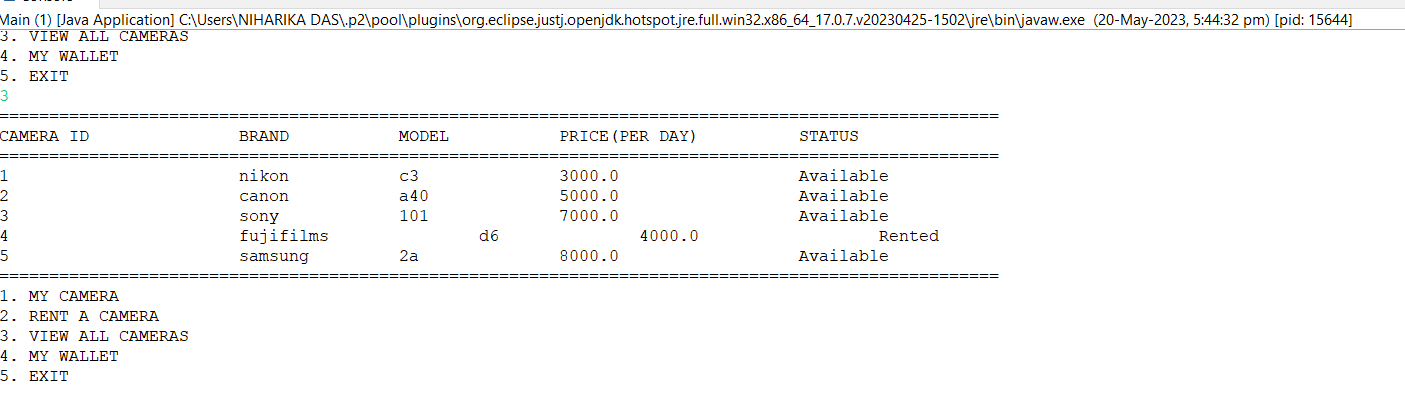 Main (1) [Java Application] C:\Users\NIHARIKA DAS\.p2\pool\plugins\org.eclipse.justj.openjdk.hotspot.jre.full.win32.x86_64_17.0.7.v20230425-1502\jre\bin\javaw.exe (20-May-2023, 5:44:32 pm) [pid: 15644]
3. VIEW ALL CAMERAS
4. MY WALLET
5. EXIT
3
====================================================================================================
CAMERA ID                BRAND           MODEL           PRICE(PER DAY)          STATUS
====================================================================================================
1                       nikon           c3              3000.0                  Available
2                       canon           a40             5000.0                  Available
3                       sony            101             7000.0                  Available
4                       fujifilms               d6              4000.0                  Rented
5                       samsung         2a              8000.0                  Available
====================================================================================================
1. MY CAMERA
2. RENT A CAMERA
3. VIEW ALL CAMERAS
4. MY WALLET
5. EXIT